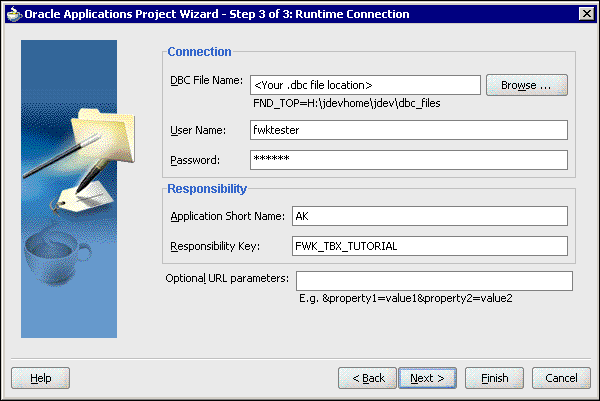 Oracle Applications Project Wizard - Step 3 of 3: Runtime Connection
Connection
DBC File Name: <Your .dbc file location> Browse ...
FND_TOP=H:\jdevhome\jdev\dbc_files
User Name: fwktester
Password: ******
Responsibility
Application Short Name: AK
Responsibility Key: FWK_TBX_TUTORIAL
Optional URL parameters:
E.g. &property1=value1&property2=value2
Help < Back Next > Finish Cancel